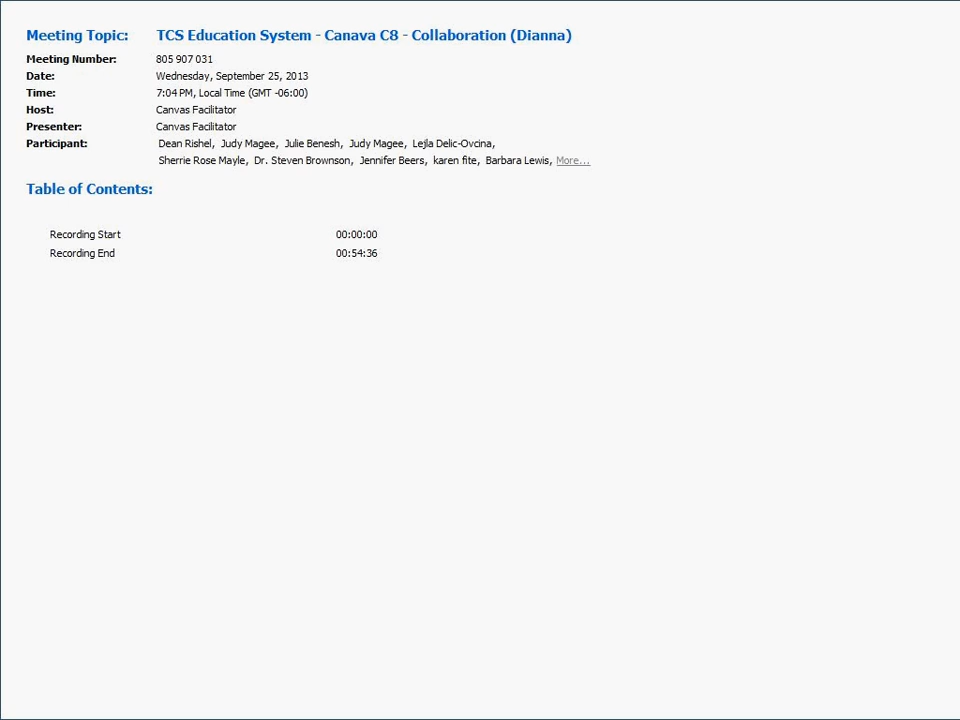 Meeting Topic: TCS Education System - Canava C8 - Collaboration (Dianna)
Meeting Number: 805 907 031
Date: Wednesday, September 25, 2013
Time: 7:04 PM, Local Time (GMT -06:00)
Host: Canvas Facilitator
Presenter: Canvas Facilitator
Participant: Dean Rishel, Judy Magee, Julie Benesh, Judy Magee, Lejla Delic-Ovcina,
Sherrie Rose Mayle, Dr. Steven Brownson, Jennifer Beers, karen fite, Barbara Lewis, More...
Table of Contents:
Recording Start 00:00:00
Recording End 00:54:36